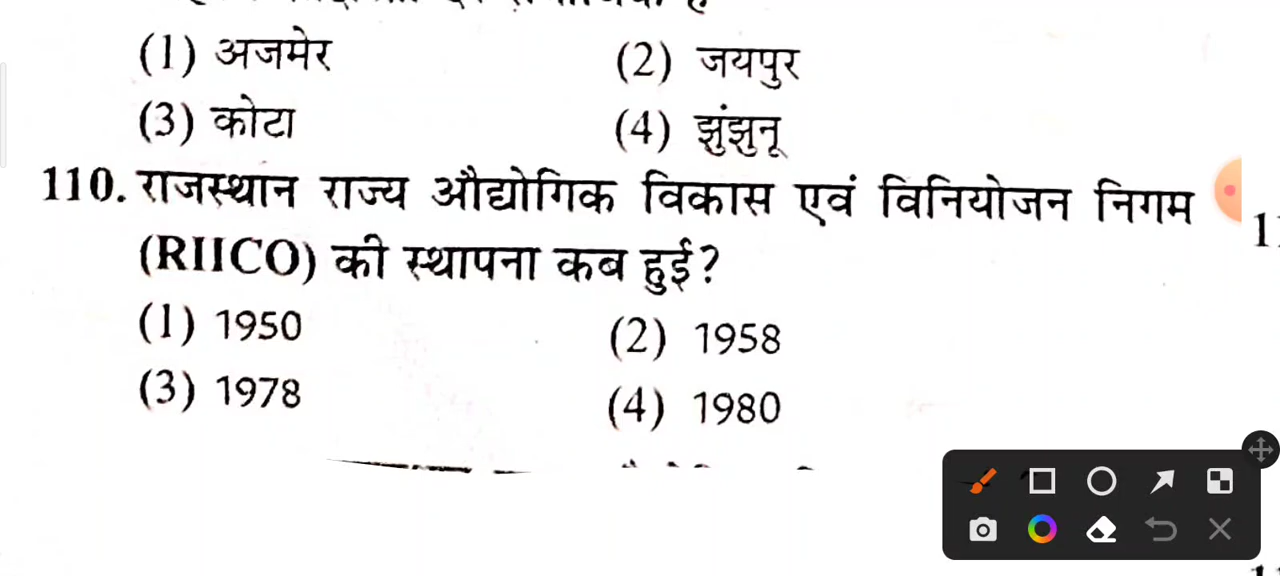 (1) अजमेर (2) जयपुर
(3) कोटा (4) झुंझुनू
110. राजस्थान राज्य औद्योगिक विकास एवं विनियोजन निगम
(RIICO) की स्थापना कब हुई?
(1) 1950 (2) 1958
(3) 1978 (4) 1980